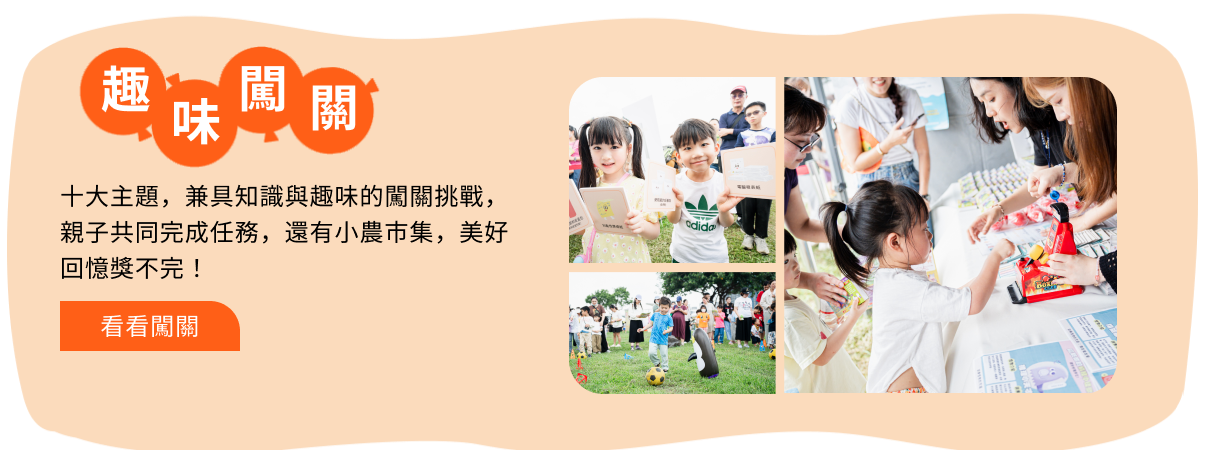 趣味闖關
十大主題，兼具知識與趣味的闖關挑戰，
親子共同完成任務，還有小農市集，美好
回憶獎不完！
看看闖關
adidas